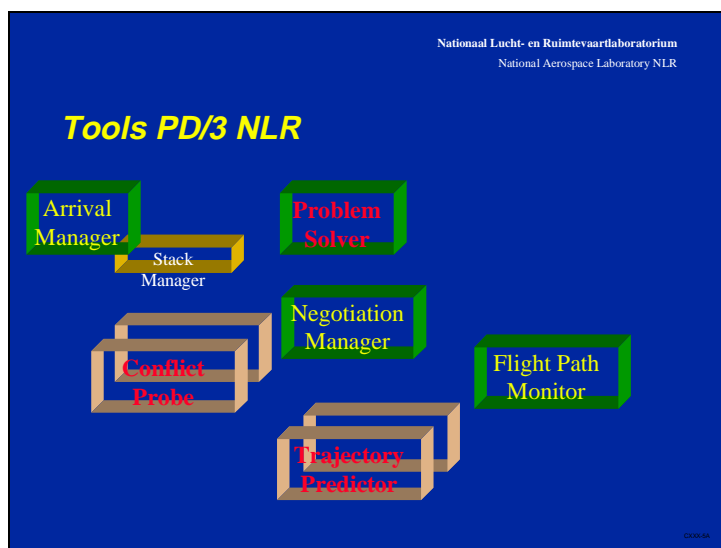 Nationaal Lucht- en Ruimtevaartlaboratorium
National Aerospace Laboratory NLR
Tools PD/3 NLR
Arrival
Manager
Stack
Manager
Problem
Solver
Negotiation
Manager
Conflict
Probe
Flight Path
Monitor
Trajectory
Predictor